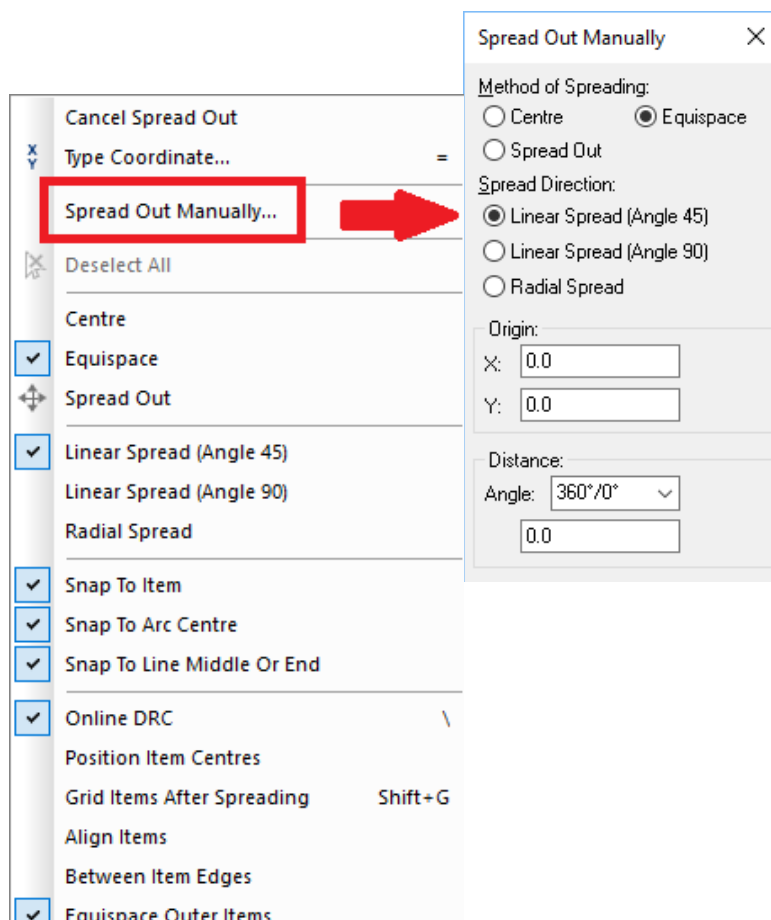 Cancel Spread Out
X Y Type Coordinate... =
Spread Out Manually...
Deselect All
Centre
Equispace
Spread Out
Linear Spread (Angle 45)
Linear Spread (Angle 90)
Radial Spread
Snap To Item
Snap To Arc Centre
Snap To Line Middle Or End
Online DRC \
Position Item Centres
Grid Items After Spreading Shift+G
Align Items
Between Item Edges
Equispace Outer Items
Spread Out Manually
Method of Spreading:
Centre Equispace
Spread Out
Spread Direction:
Linear Spread (Angle 45)
Linear Spread (Angle 90)
Radial Spread
Origin:
X: 0.0
Y: 0.0
Distance:
Angle: 360°/0°
0.0